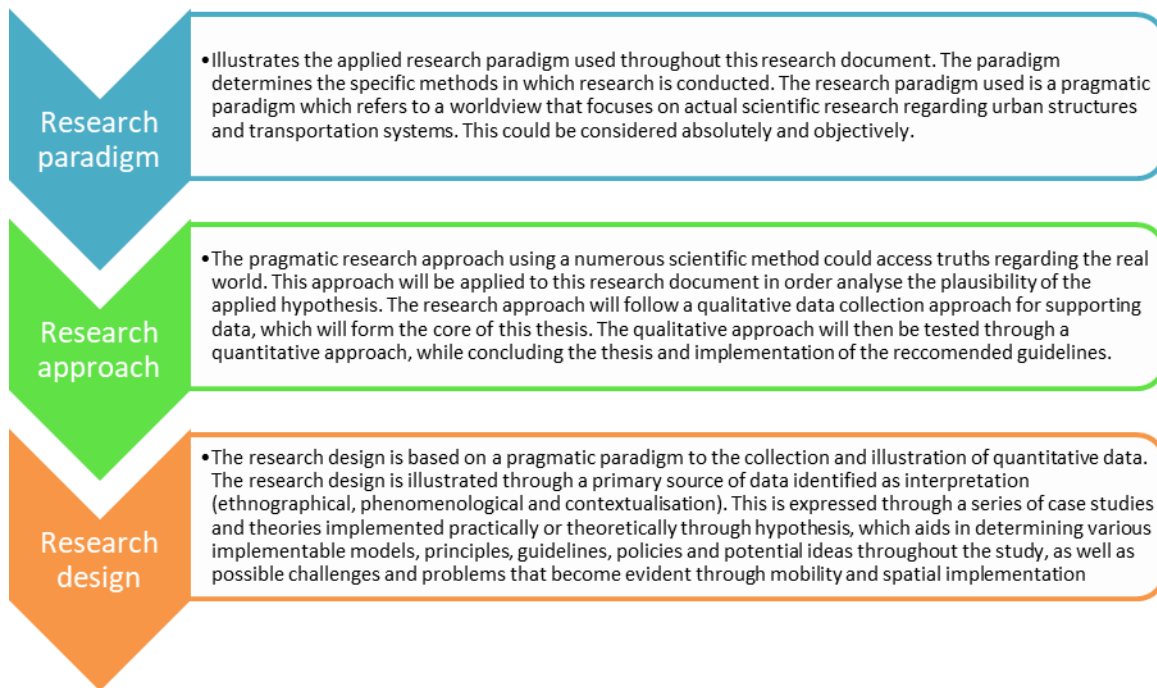 Research
paradigm
•Illustrates the applied research paradigm used throughout this research document. The paradigm
determines the specific methods in which research is conducted. The research paradigm used is a pragmatic
paradigm which refers to a worldview that focuses on actual scientific research regarding urban structures
and transportation systems. This could be considered absolutely and objectively.
Research
approach
•The pragmatic research approach using a numerous scientific method could access truths regarding the real
world. This approach will be applied to this research document in order analyse the plausibility of the
applied hypothesis. The research approach will follow a qualitative data collection approach for supporting
data, which will form the core of this thesis. The qualitative approach will then be tested through a
quantitative approach, while concluding the thesis and implementation of the reccomended guidelines.
Research
design
•The research design is based on a pragmatic paradigm to the collection and illustration of quantitative data.
The research design is illustrated through a primary source of data identified as interpretation
(ethnographical, phenomenological and contextualisation). This is expressed through a series of case studies
and theories implemented practically or theoretically through hypothesis, which aids in determining various
implementable models, principles, guidelines, policies and potential ideas throughout the study, as well as
possible challenges and problems that become evident through mobility and spatial implementation